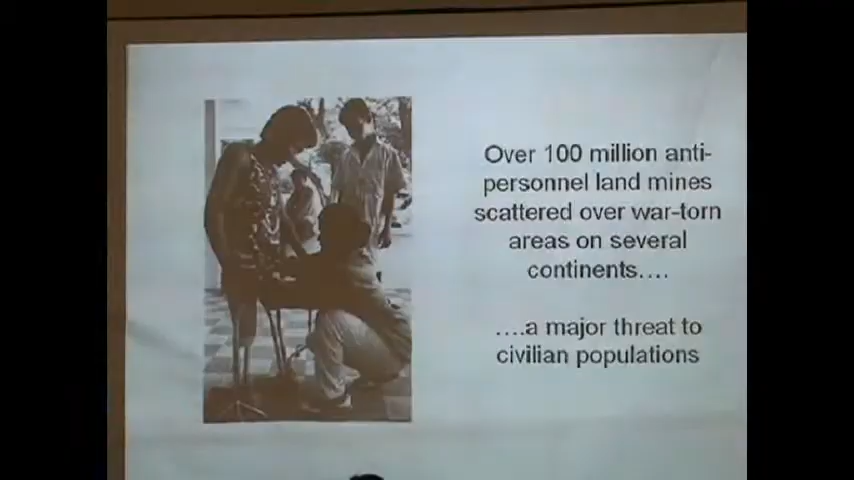 Over 100 million anti-
personnel land mines
scattered over war-torn
areas on several
continents....
....a major threat to
civilian populations